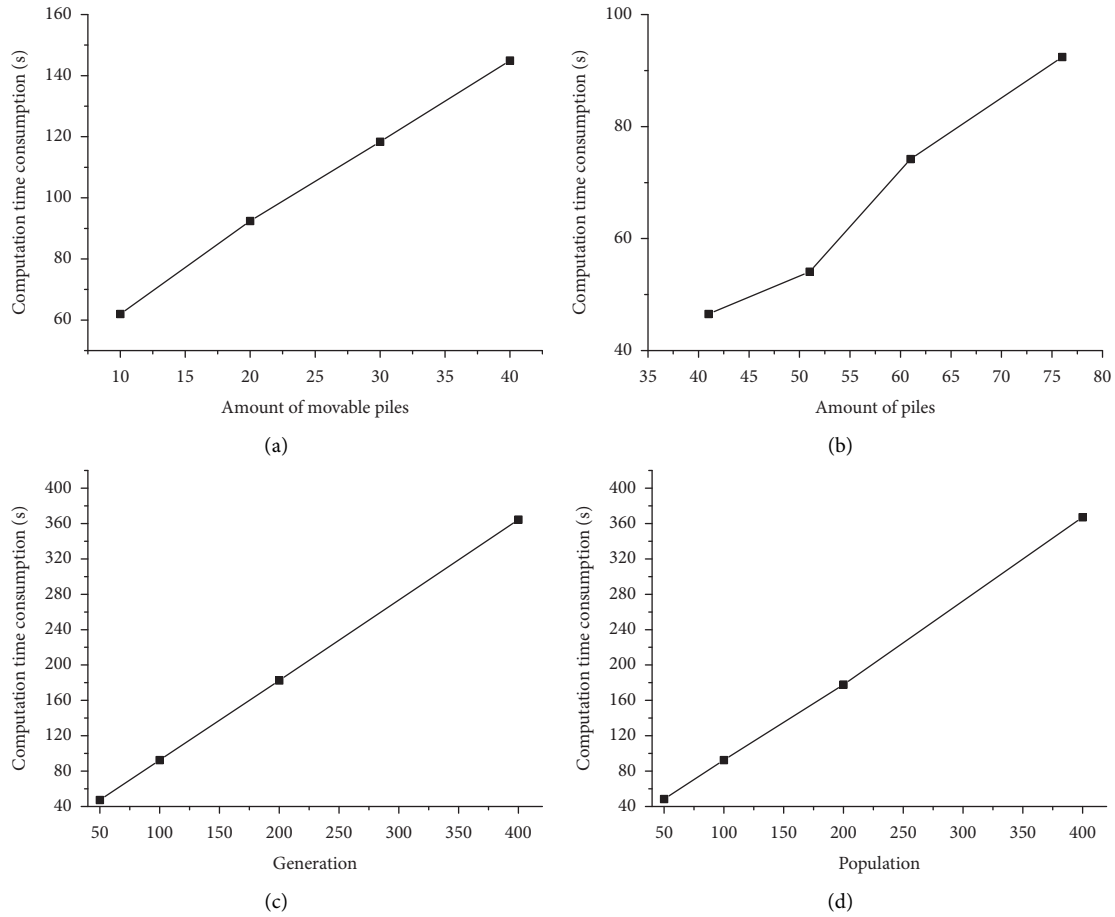 160
140
120
100
80
60
Computation time consumption (s)
10 15 20 25 30 35 40
Amount of movable piles
(a)
100
80
60
40
Computation time consumption (s)
35 40 45 50 55 60 65 70 75 80
Amount of piles
(b)
400
360
320
280
240
200
160
120
80
40
Computation time consumption (s)
50 100 150 200 250 300 350 400
Generation
(c)
400
360
320
280
240
200
160
120
80
40
Computation time consumption (s)
50 100 150 200 250 300 350 400
Population
(d)